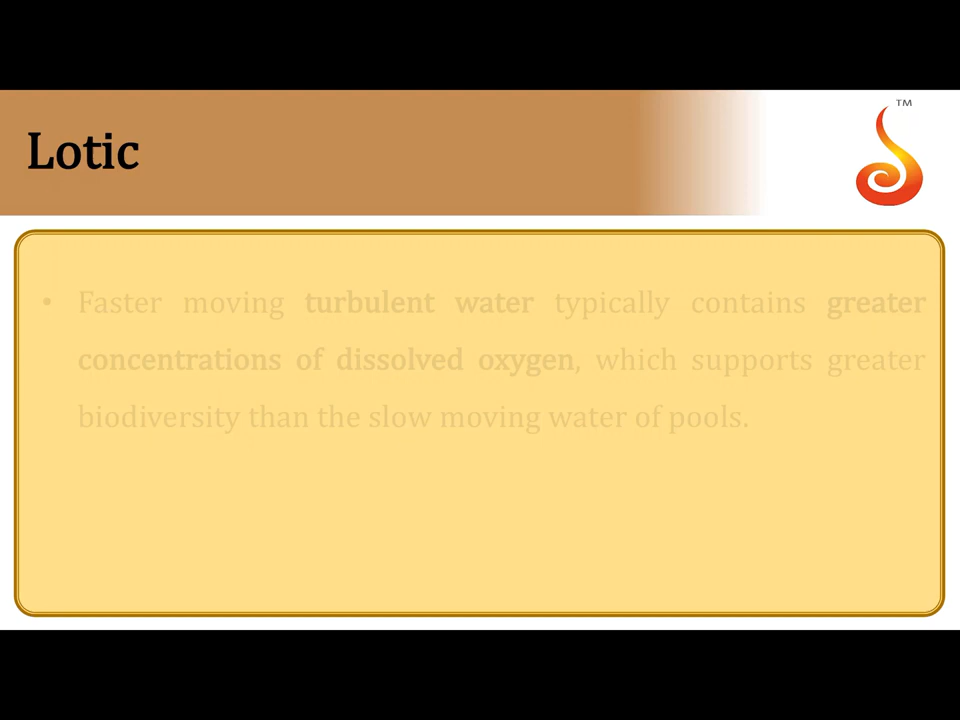 Lotic
TM
• Faster moving turbulent water typically contains greater
concentrations of dissolved oxygen, which supports greater
biodiversity than the slow moving water of pools.